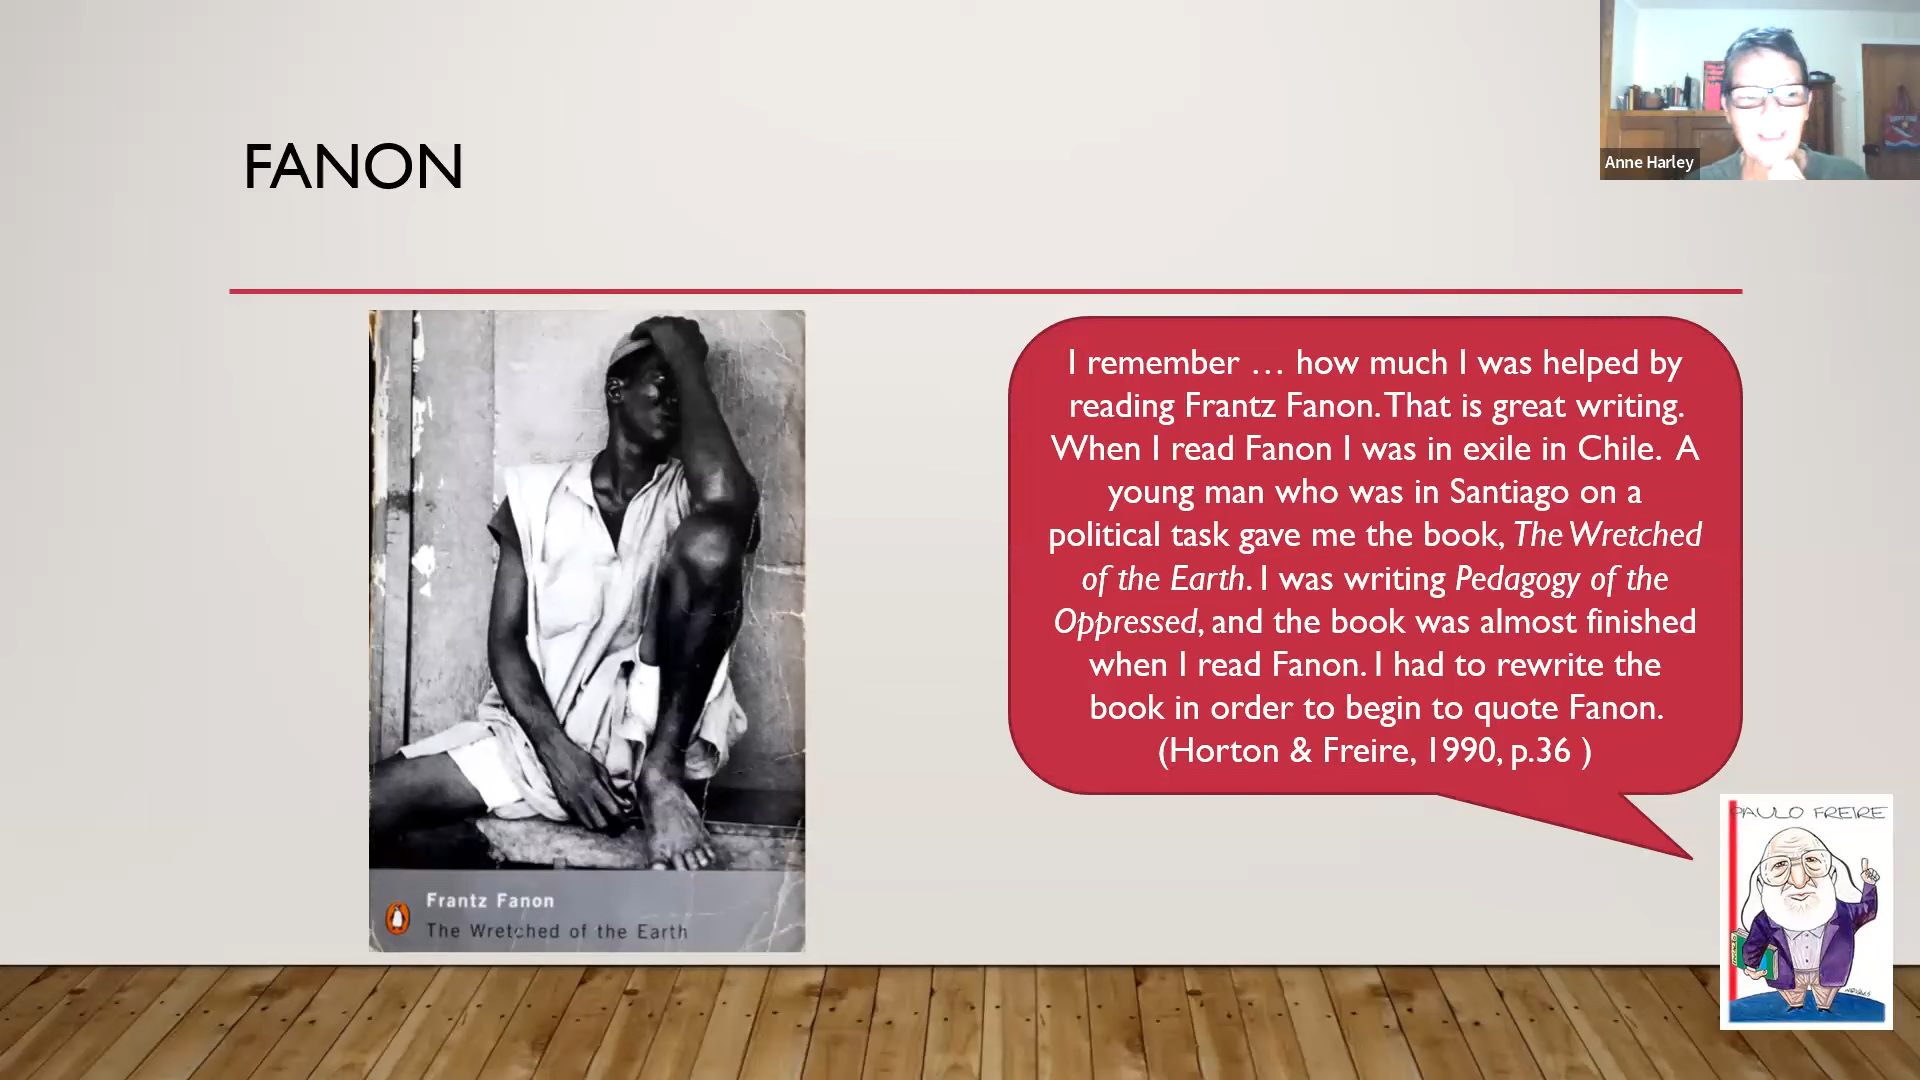 FANON
Anne Harley
I remember … how much I was helped by
reading Frantz Fanon. That is great writing.
When I read Fanon I was in exile in Chile. A
young man who was in Santiago on a
political task gave me the book, The Wretched
of the Earth. I was writing Pedagogy of the
Oppressed, and the book was almost finished
when I read Fanon. I had to rewrite the
book in order to begin to quote Fanon.
(Horton & Freire, 1990, p.36 )
Frantz Fanon
The Wretched of the Earth
PAULO FREIRE